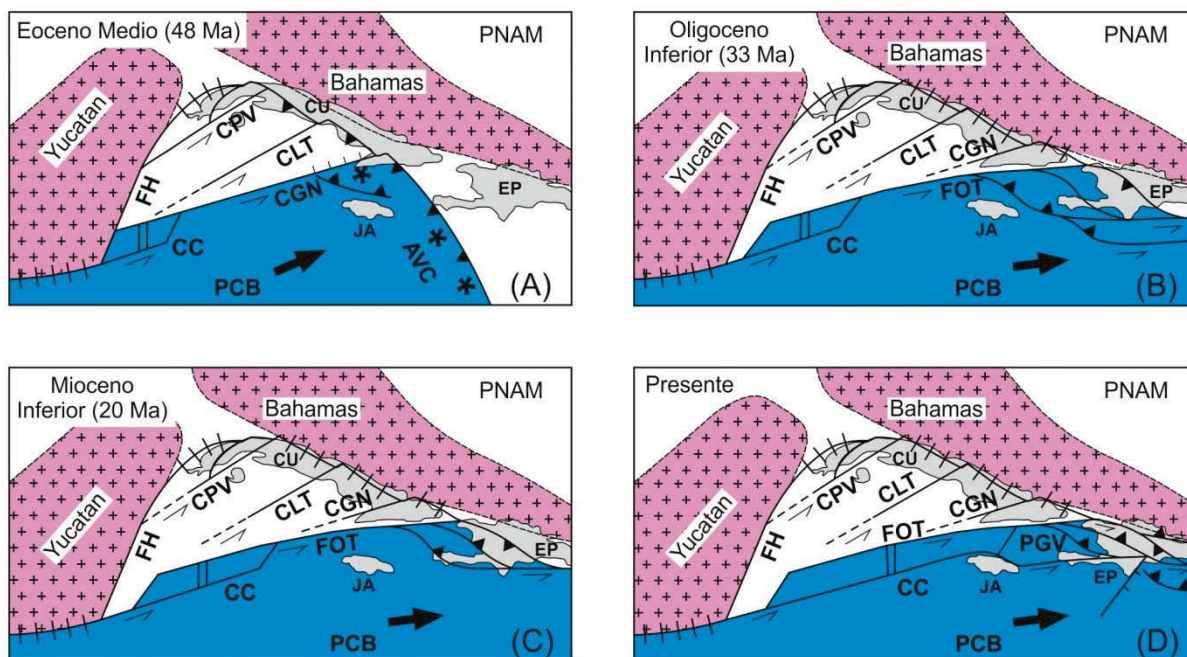 Eoceno Medio (48 Ma)
PNAM
Bahamas
Yucatan
CU
CPV
CLT
EP
FH
CGN
JA
CC
AVC
PCB
(A)
Oligoceno
Inferior (33 Ma)
PNAM
Bahamas
Yucatan
CU
CPV
CLT
CGN
EP
FH
FOT
JA
CC
PCB
(B)
Mioceno
Inferior (20 Ma)
PNAM
Bahamas
Yucatan
CU
CPV
CLT
CGN
FH
FOT
EP
CC
JA
PCB
(C)
Presente
PNAM
Bahamas
Yucatan
CU
CPV
CLT
CGN
FH
FOT
PGV
EP
CC
JA
PCB
(D)